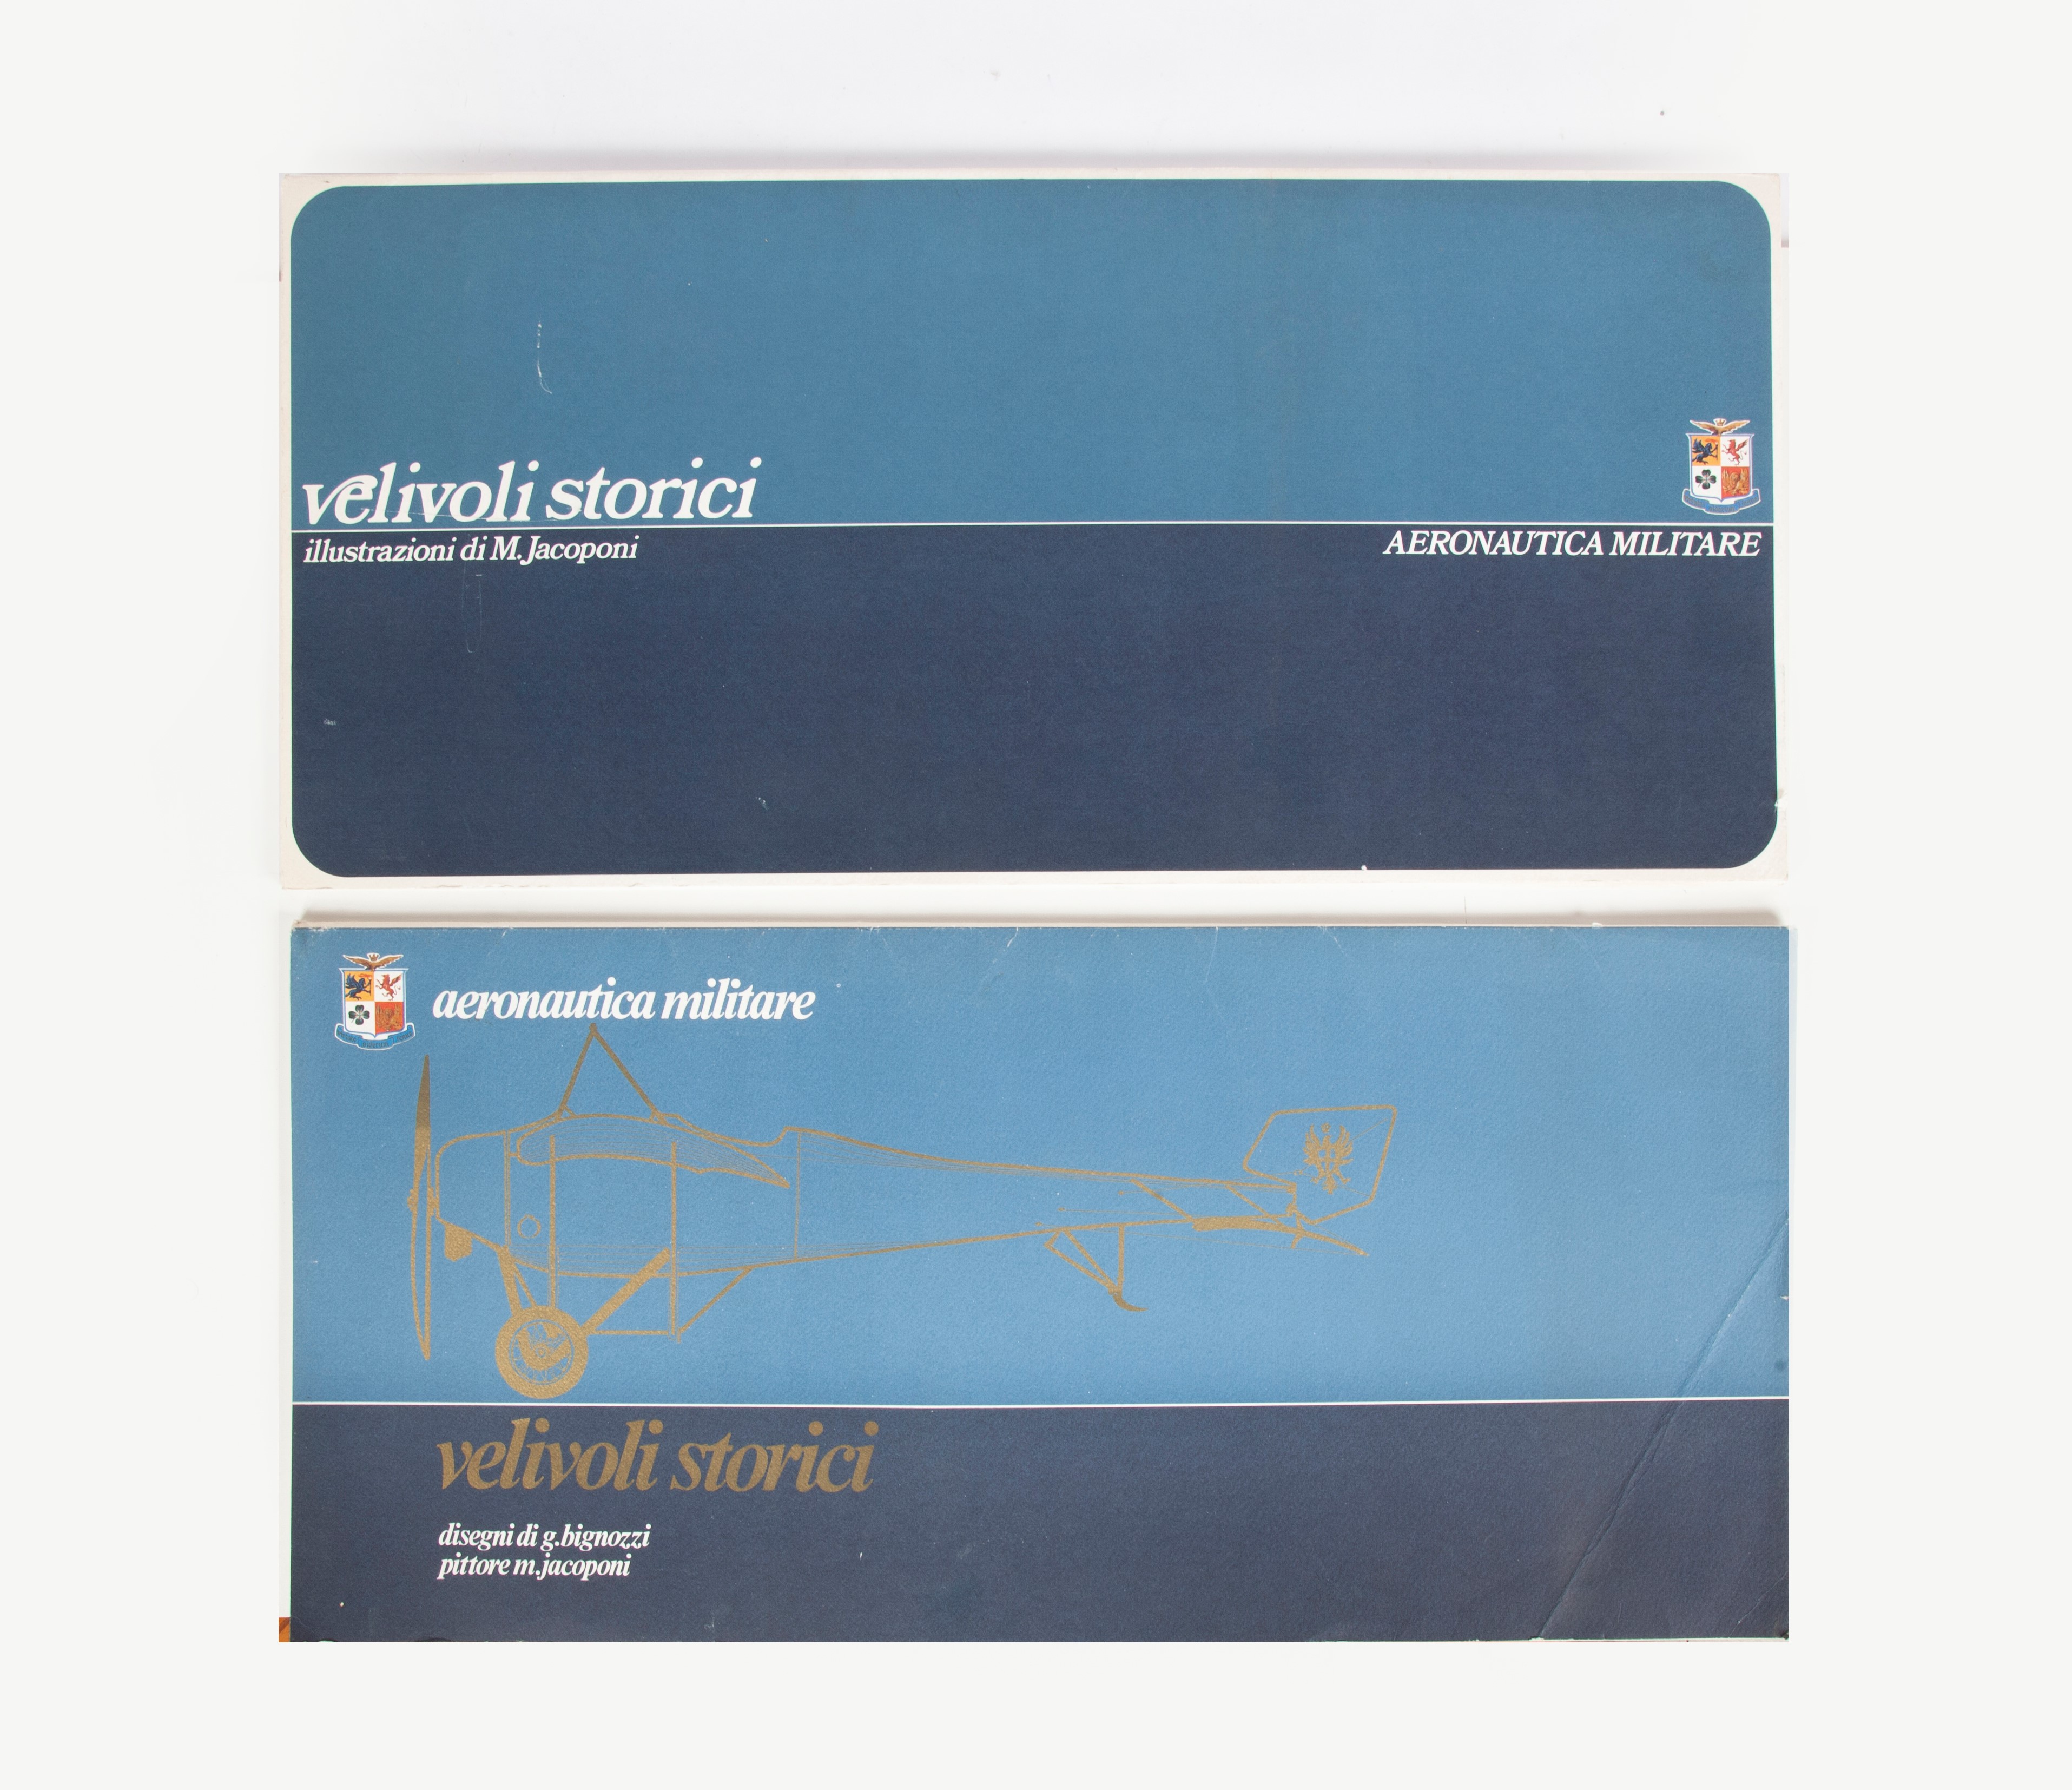 velivoli storici
illustrazioni di M. Jacoponi
AERONAUTICA MILITARE
aeronautica militare
velivoli storici
disegni di g.bignozzi
pittore m.jacoponi